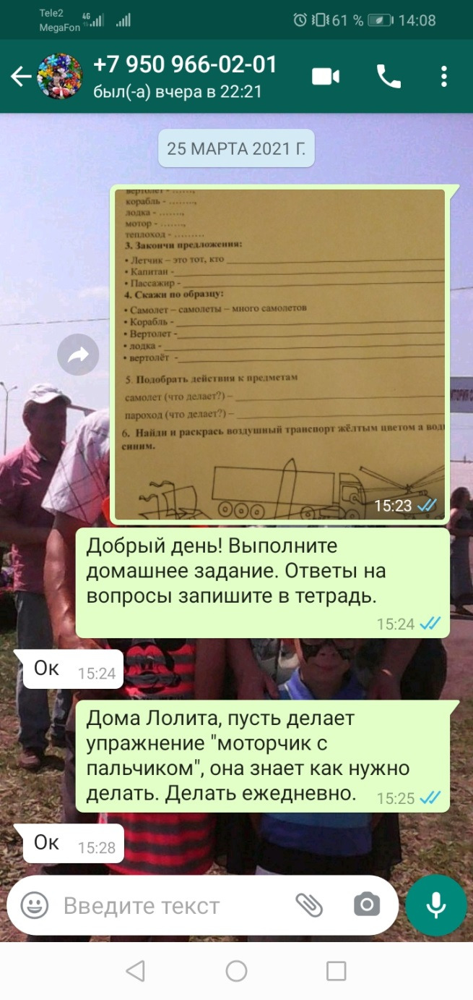 Tele2
4G
MegaFon
61 %
14:08
+7 950 966-02-01
был(-а) вчера в 22:21
25 МАРТА 2021 Г.
вертолет - .......,
корабль - .......,
лодка - .......,
мотор - .......,
теплоход - .........
3. Закончи предложения:
• Летчик – это тот, кто
• Капитан -
• Пассажир -
4. Скажи по образцу:
• Самолет – самолеты – много самолетов
• Корабль -
• Вертолет -
• лодка -
• вертолёт -
5. Подобрать действия к предметам
самолет (что делает?) –
пароход (что делает?) –
6. Найди и раскрась воздушный транспорт жёлтым цветом а
синим.
15:23
Добрый день! Выполните
домашнее задание. Ответы на
вопросы запишите в тетрадь.
15:24
Ок 15:24
Дома Лолита, пусть делает
упражнение "моторчик с
пальчиком", она знает как нужно
делать. Делать ежедневно. 15:25
Ок 15:28
Введите текст